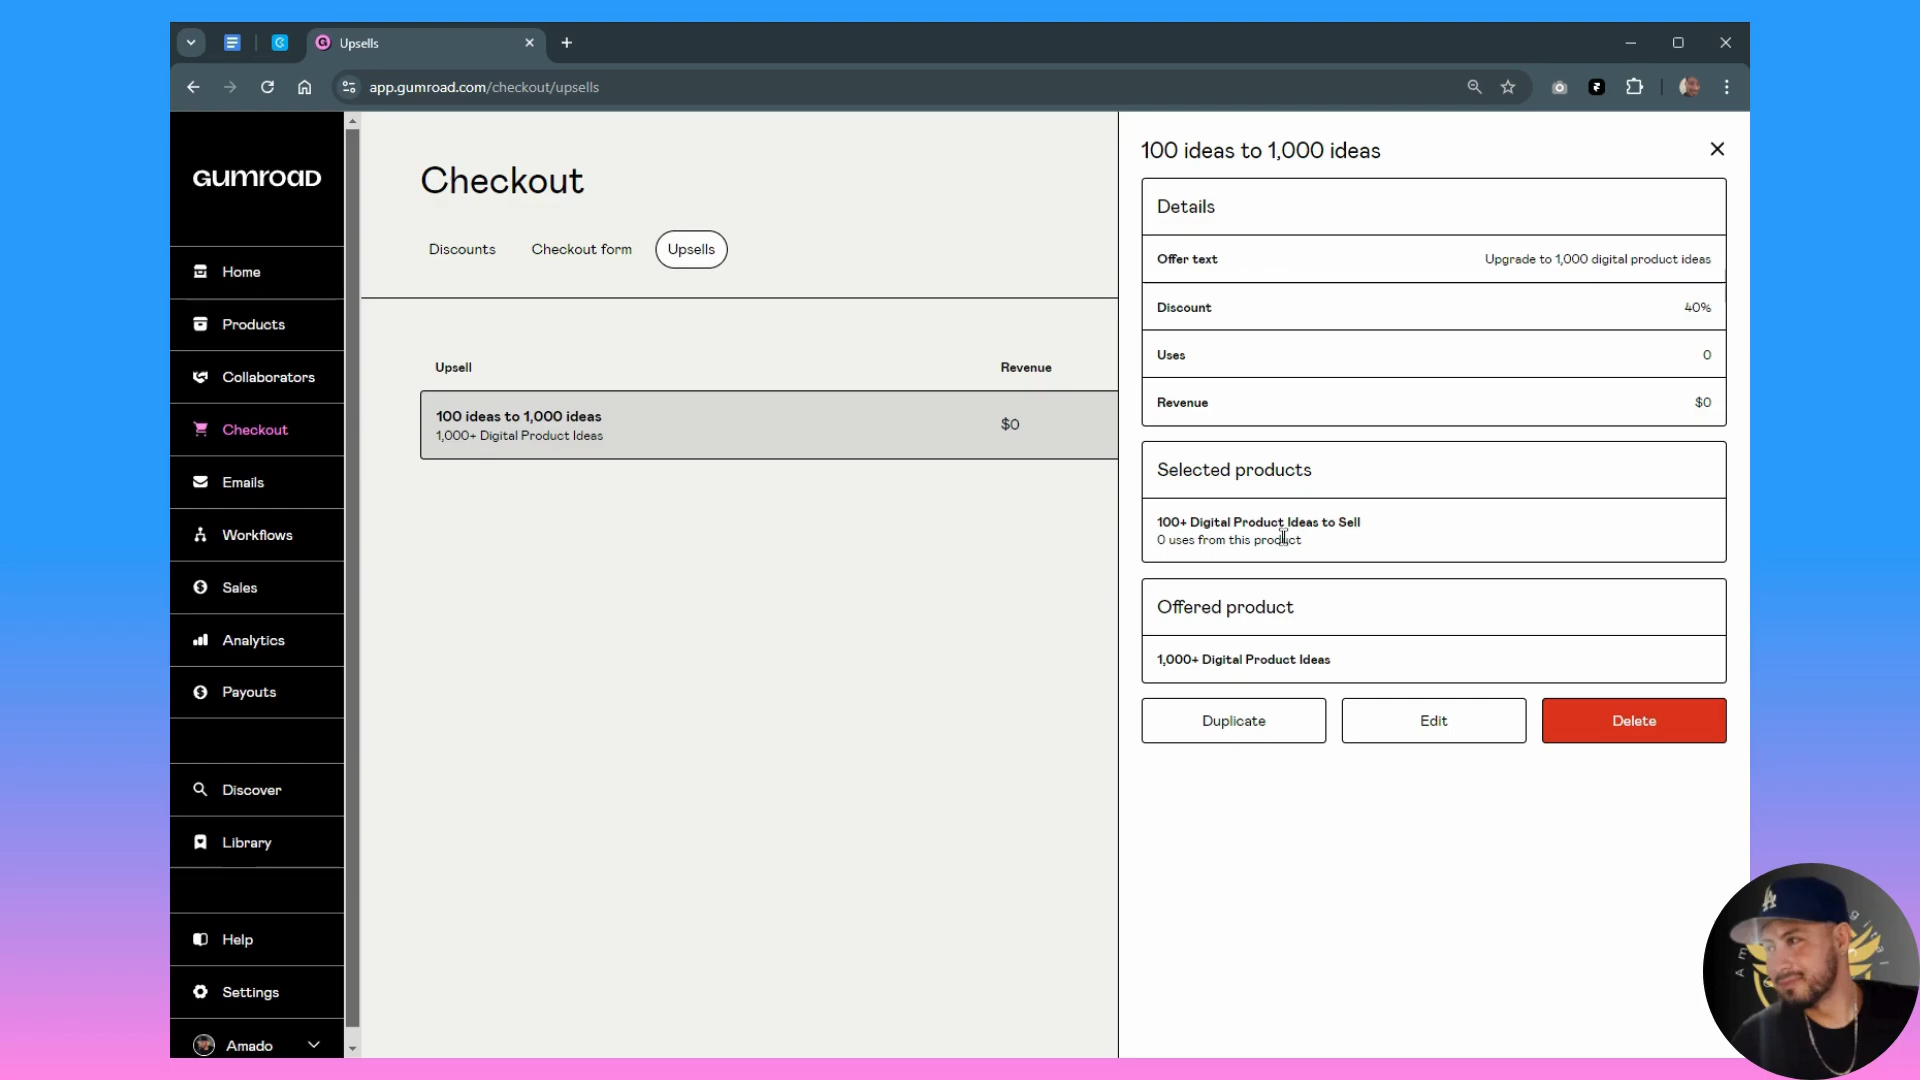 Upsells
app.gumroad.com/checkout/upsells
GUMROAD
Home
Products
Collaborators
Checkout
Emails
Workflows
Sales
Analytics
Payouts
Discover
Library
Help
Settings
Amado
Checkout
Discounts
Checkout form
Upsells
Upsell
Revenue
100 ideas to 1,000 ideas
$0
1,000+ Digital Product Ideas
100 ideas to 1,000 ideas
Details
Offer text
Upgrade to 1,000 digital product ideas
Discount
40%
Uses
0
Revenue
$0
Selected products
100+ Digital Product Ideas to Sell
0 uses from this product
Offered product
1,000+ Digital Product Ideas
Duplicate
Edit
Delete